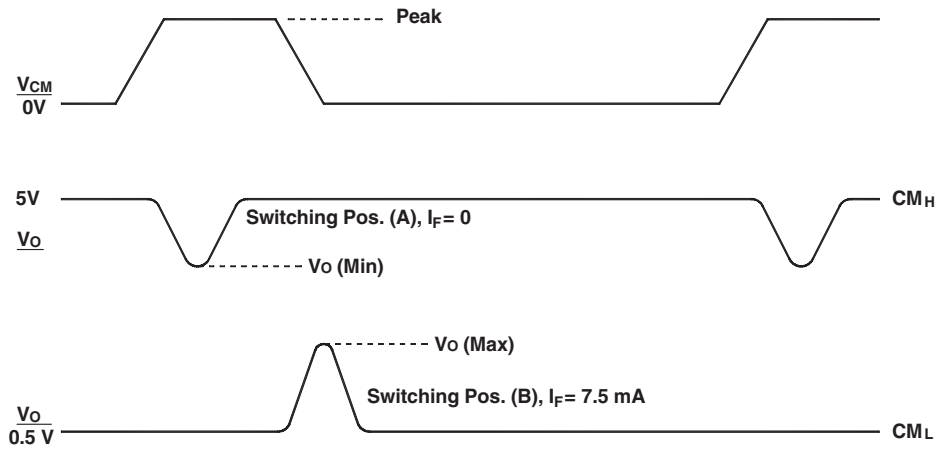 Peak
VCM
0V
5V
CMH
Switching Pos. (A), IF= 0
VO
VO (Min)
VO (Max)
Switching Pos. (B), IF= 7.5 mA
VO
0.5 V
CML